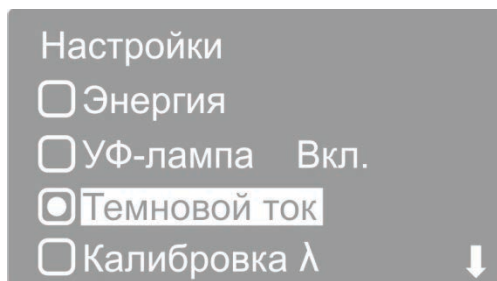 Настройки
Энергия
УФ-лампа Вкл.
Темновой ток
Калибровка λ